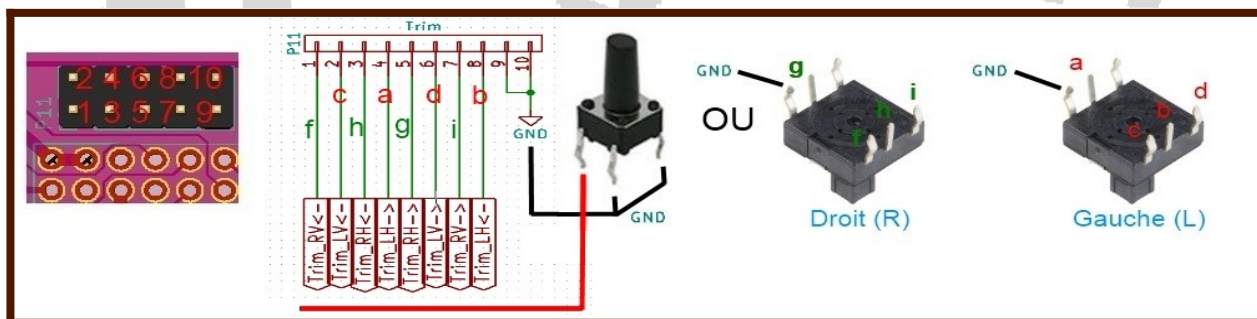 P11
2 4 6 8 10
1 3 5 7 9
Trim
P11
1 2 3 4 5 6 7 8 9 10
c a d b
f h g i
GND
Trim_RV<-
Trim_LV<-
Trim_RH<-
Trim_LH->
Trim_RH->
Trim_LV->
Trim_RV->
Trim_LH<-
GND
OU
GND
g
i
h
f
Droit (R)
GND
a
d
b
c
Gauche (L)